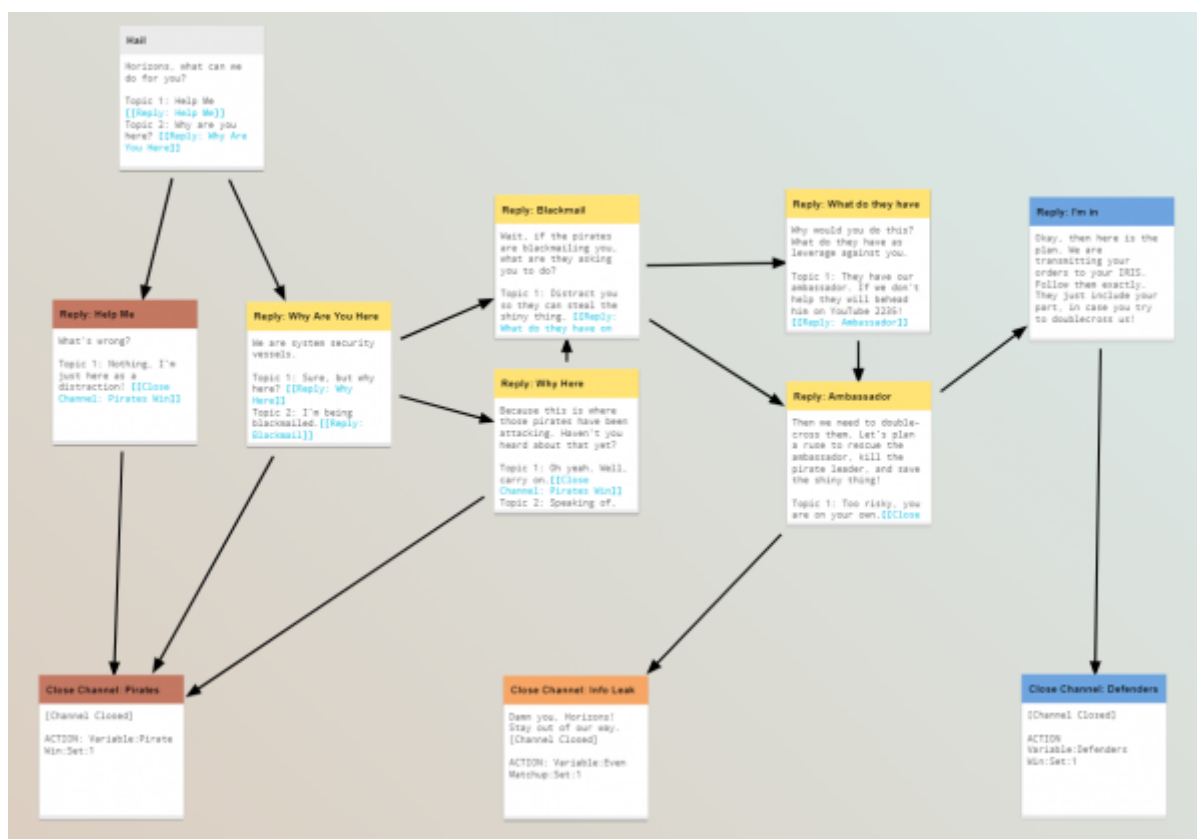 Hail
Horizons, what can we
do for you?
Topic 1: Help Me
[[Reply: Help Me]]
Topic 2: Why are you
here? [[Reply: Why Are
You Here]]
Reply: Blackmail
Wait, if the pirates
are blackmailing you,
what are they asking
you to do?
Topic 1: Distract you
so they can steal the
shiny thing. [[Reply:
What do they have on
Reply: What do they have
Why would you do this?
What do they have as
leverage against you.
Topic 1: They have our
ambassador. If we don't
help they will behead
him on YouTube 2236!
[[Reply: Ambassador]]
Reply: I'm in
Okay, then here is the
plan. We are
transmitting your
orders to your IRIS.
Follow them exactly.
They just include your
part, in case you try
to doublecross us!
Reply: Help Me
What's wrong?
Topic 1: Nothing, I'm
just here as a
distraction! [[Close
Channel: Pirates Win]]
Reply: Why Are You Here
We are system security
vessels.
Topic 1: Sure, but why
here? [[Reply: Why
Here]]
Topic 2: I'm being
blackmailed.[[Reply:
Blackmail]]
Reply: Why Here
Because this is where
those pirates have been
attacking. Haven't you
heard about that yet?
Topic 1: Oh yeah. Well,
carry on.[[Close
Channel: Pirates Win]]
Topic 2: Speaking of,
Reply: Ambassador
Then we need to double-
cross them. Let's plan
a ruse to rescue the
ambassador, kill the
pirate leader, and save
the shiny thing!
Topic 1: Too risky, you
are on your own.[[Close
Close Channel: Pirates
[Channel Closed]
ACTION: Variable:Pirate
Win:Set:1
Close Channel: Info Leak
Damn you, Horizons!
Stay out of our way.
[Channel Closed]
ACTION: Variable:Even
Matchup:Set:1
Close Channel: Defenders
[Channel Closed]
ACTION
Variable:Defenders
Win:Set:1